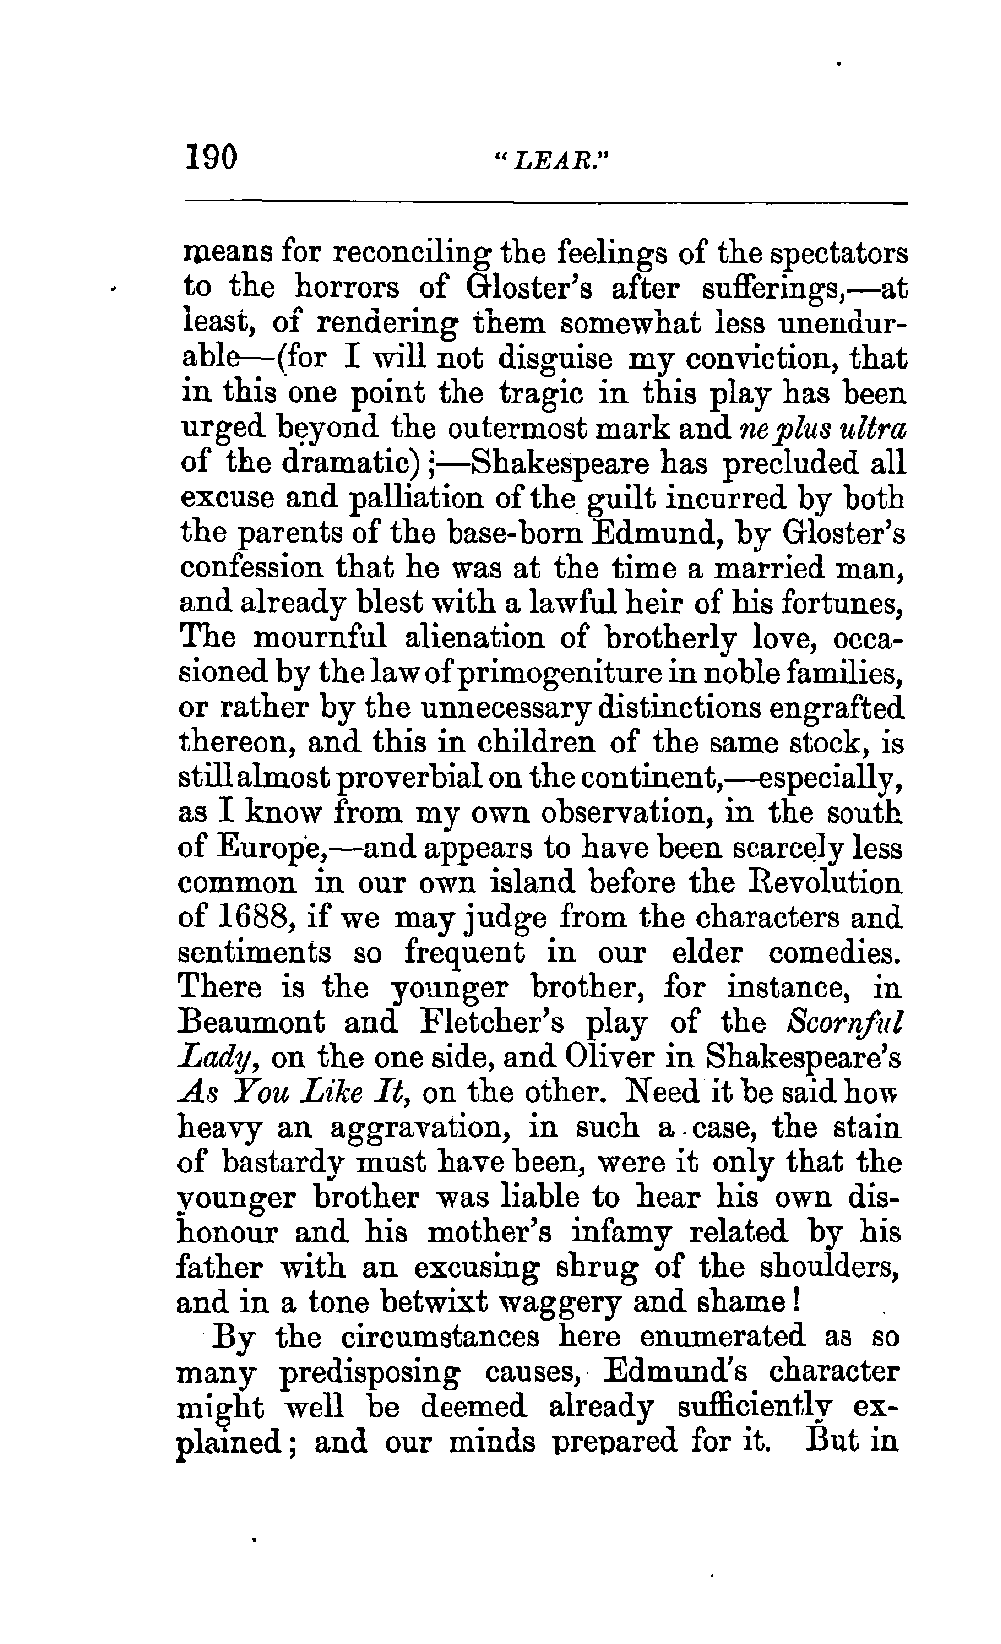 190 “LEAR.”
means for reconciling the feelings of the spectators
to the horrors of Gloster’s after sufferings,—at
least, of rendering them somewhat less unendur-
able—(for I will not disguise my conviction, that
in this one point the tragic in this play has been
urged beyond the outermost mark and ne plus ultra
of the dramatic) ;—Shakespeare has precluded all
excuse and palliation of the guilt incurred by both
the parents of the base-born Edmund, by Gloster’s
confession that he was at the time a married man,
and already blest with a lawful heir of his fortunes,
The mournful alienation of brotherly love, occa-
sioned by the law of primogeniture in noble families,
or rather by the unnecessary distinctions engrafted
thereon, and this in children of the same stock, is
still almost proverbial on the continent,—especially,
as I know from my own observation, in the south
of Europe,—and appears to have been scarcely less
common in our own island before the Revolution
of 1688, if we may judge from the characters and
sentiments so frequent in our elder comedies.
There is the younger brother, for instance, in
Beaumont and Fletcher’s play of the Scornful
Lady, on the one side, and Oliver in Shakespeare’s
As You Like It, on the other. Need it be said how
heavy an aggravation, in such a case, the stain
of bastardy must have been, were it only that the
younger brother was liable to hear his own dis-
honour and his mother’s infamy related by his
father with an excusing shrug of the shoulders,
and in a tone betwixt waggery and shame !
By the circumstances here enumerated as so
many predisposing causes, Edmund’s character
might well be deemed already sufficiently ex-
plained ; and our minds prepared for it. But in